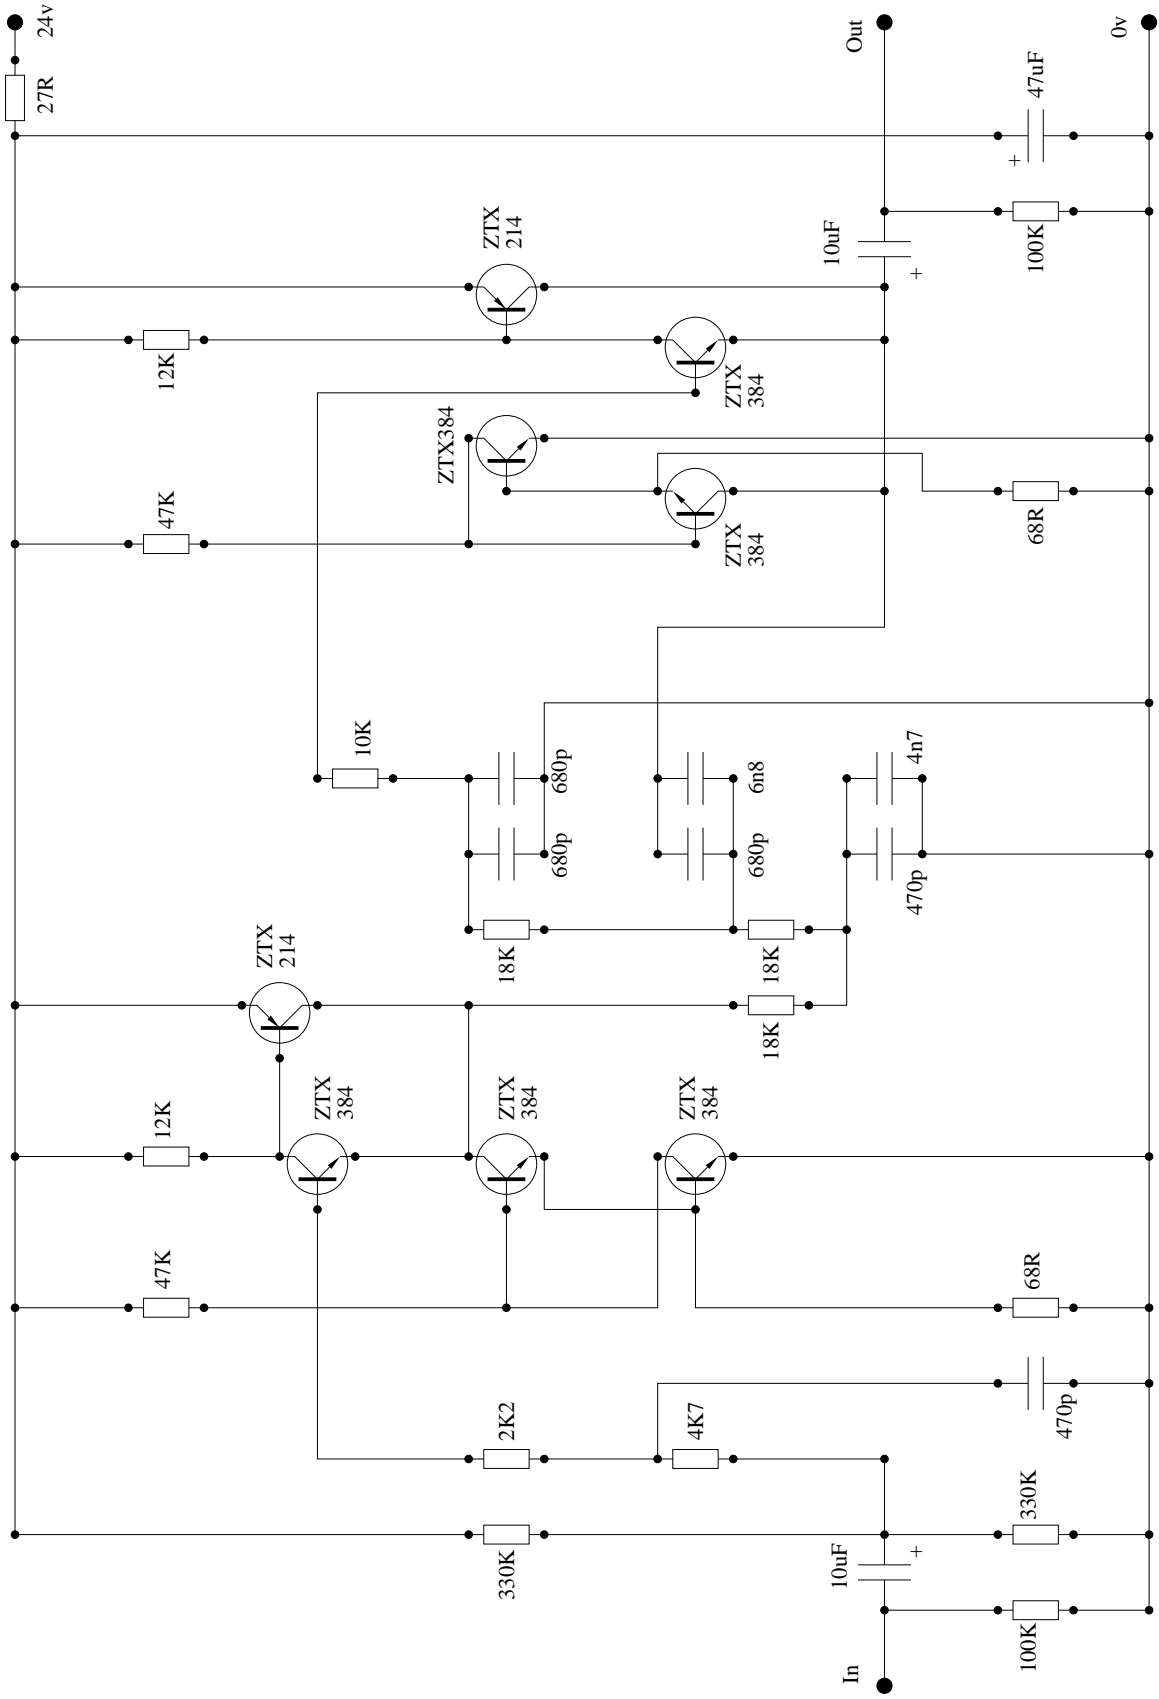 24v
27R
Out
0v
47uF
ZTX
214
10uF
+
+
100K
12K
ZTX
384
ZTX384
47K
ZTX
384
68R
10K
680p
680p
6n8
680p
4n7
470p
18K
18K
ZTX
214
18K
12K
ZTX
384
ZTX
384
ZTX
384
47K
68R
2K2
4K7
470p
330K
330K
10uF
+
100K
In